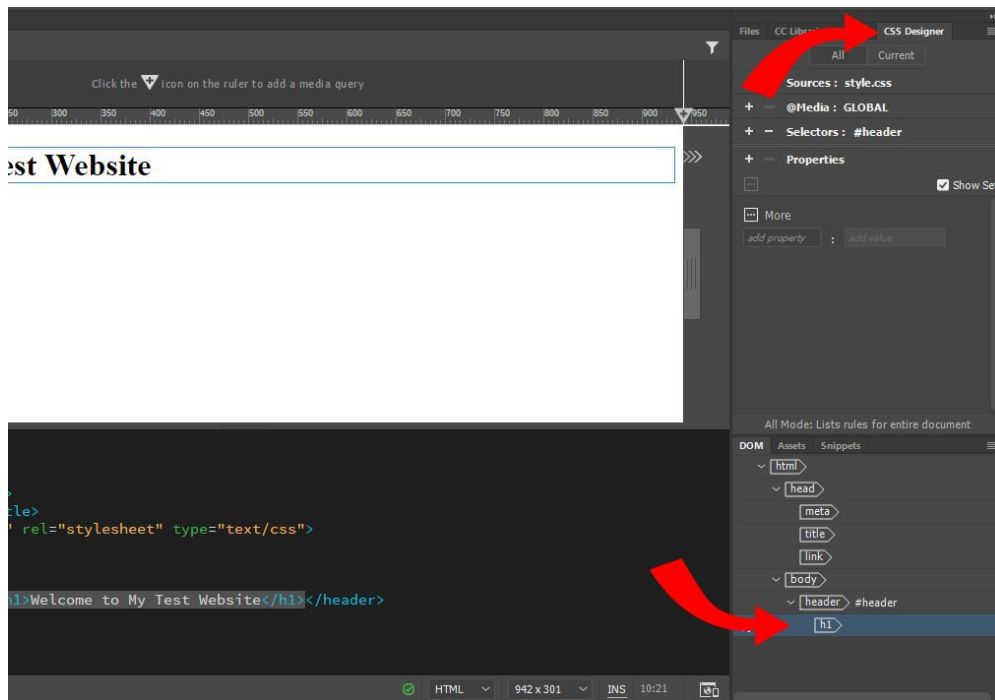 Files CC Libra CSS Designer
All Current
Click the icon on the ruler to add a media query
Sources : style.css
50 300 350 400 450 500 550 600 650 700 750 800 850 900 950
+ − @Media : GLOBAL
+ − Selectors : #header
est Website
+ − Properties
Show Se
More
add property : add value
All Mode: Lists rules for entire document
DOM Assets Snippets
html
head
meta
title
link
body
header #header
h1
>
tle>
" rel="stylesheet" type="text/css">
h1>Welcome to My Test Website</h1></header>
HTML 942 x 301 INS 10:21